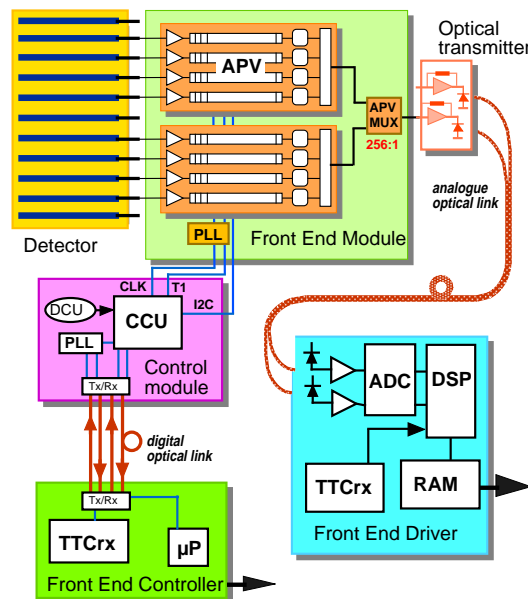 Optical
transmitter
APV
APV
MUX
256:1
analogue
optical link
PLL
Front End Module
Detector
CLK
T1
I2C
DCU
CCU
PLL
Control
module
Tx/Rx
digital
optical link
Tx/Rx
TTCrx
µP
Front End Controller
ADC
DSP
TTCrx
RAM
Front End Driver